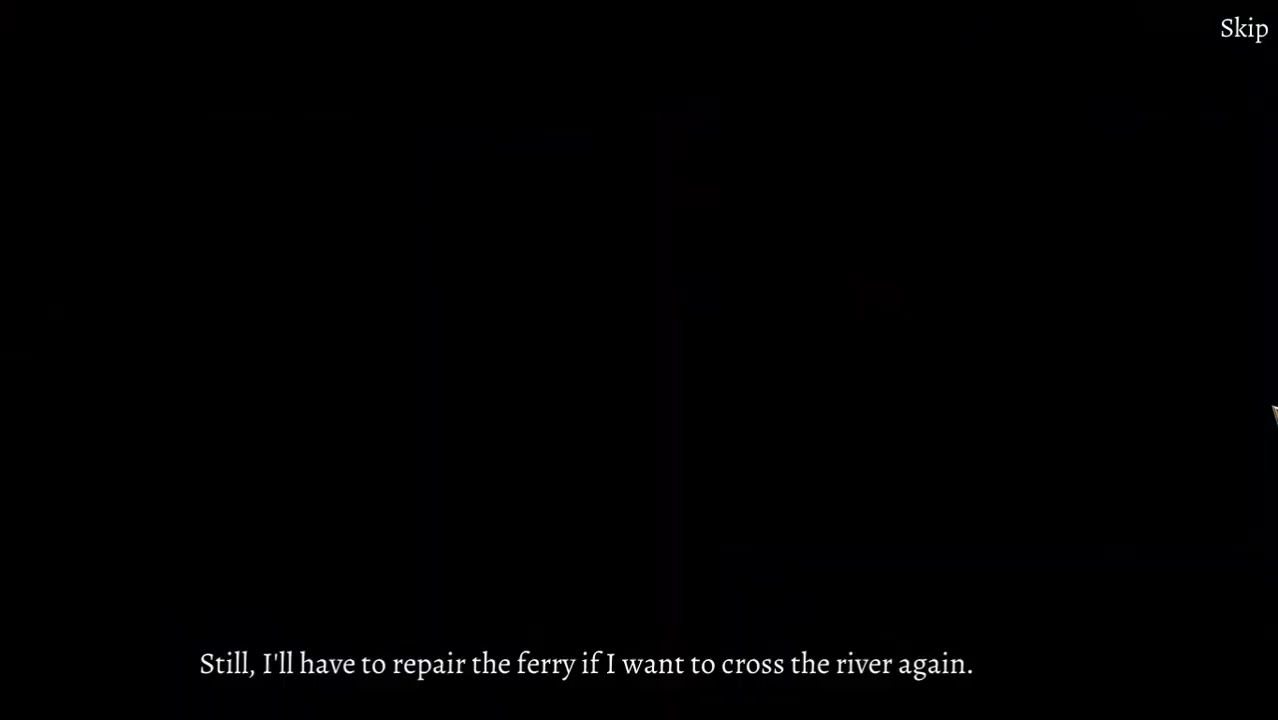 Skip
Still, I'll have to repair the ferry if I want to cross the river again.